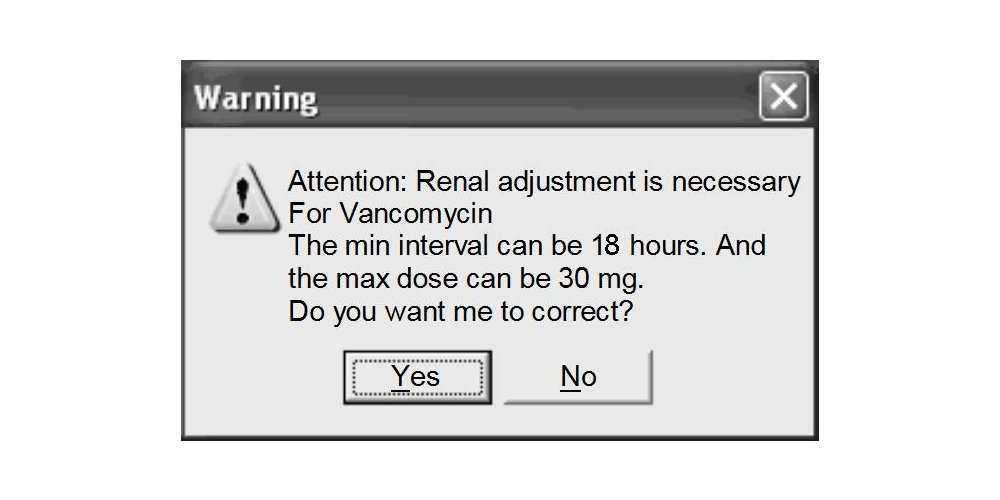 Warning
Attention: Renal adjustment is necessary
For Vancomycin
The min interval can be 18 hours. And
the max dose can be 30 mg.
Do you want me to correct?
Yes No